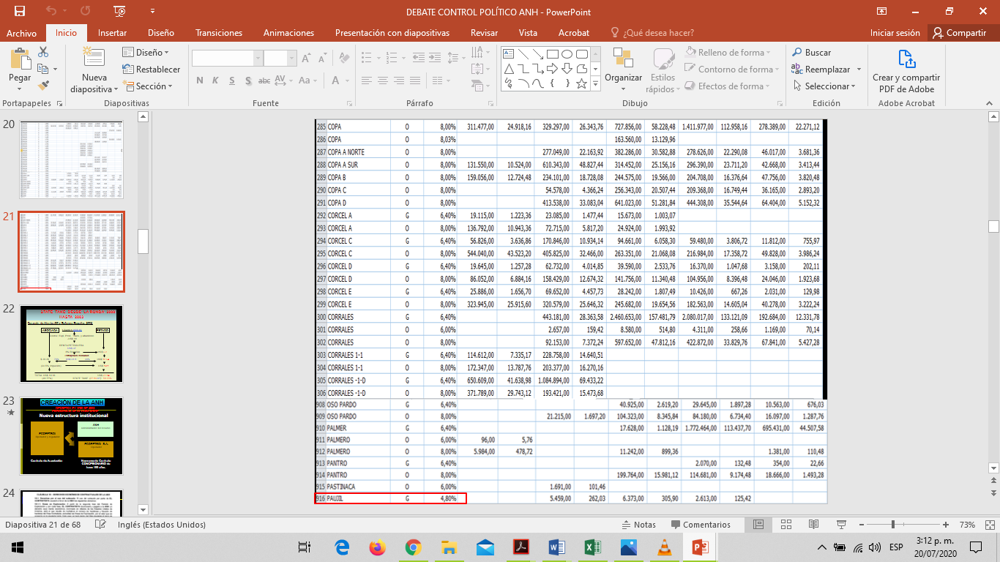 DEBATE CONTROL POLÍTICO ANH - PowerPoint
Archivo Inicio Insertar Diseño Transiciones Animaciones Presentación con diapositivas Revisar Vista Acrobat ¿Qué desea hacer? Iniciar sesión Compartir
Pegar
Nueva diapositiva
Diseño
Restablecer
Sección
N K S S abc AV Aa A
Organizar
Estilos rápidos
Relleno de forma
Contorno de forma
Efectos de forma
Buscar
Reemplazar
Seleccionar
Crear y compartir PDF de Adobe
Portapapeles Diapositivas Fuente Párrafo Dibujo Edición Adobe Acrobat
20
21
22
23
CREACIÓN DE LA ANH
Nueva estructura institucional
24
285 COPA O 8,00% 311.477,00 24.918,16
58.228,48 1.411.977,00 112.958,16 278.389,00 22.271,12
286 COPA O 8,03% 163.560,00 13.129,96
287 COPA A NORTE O 8,00% 277.049,00 22.163,92 382.286,00 30.582,88 278.626,00 22.290,08 46.017,00 3.681,36
288 COPA A SUR O 8,00% 131.550,00 10.524,00 610.343,00 48.827,44 314.452,00 25.156,16 296.390,00 23.711,20 42.668,00 3.413,44
289 COPA B O 8,00% 159.056,00 12.724,48
19.566,00 204.708,00 16.376,64 47.756,00 3.820,48
290 COPA C O 8,00% 54.578,00 4.366,24 256.343,00 20.507,44 209.368,00 16.749,44 36.165,00 2.893,20
291 COPA D O 8,00% 413.538,00 33.083,04 641.023,00 51.281,84 444.308,00 35.544,64 64.404,00 5.152,32
292 CORCEL A G 6,40% 19.115,00 1.223,36 23.085,00 1.477,44 15.673,00 1.003,07
293 CORCEL A O 8,00% 128.792,00 10.243,36 72.715,00 5.817,20 24.924,00 1.993,92
294 CORCEL C G 6,40% 56.826,00 3.636,86 170.846,00 10.934,14 94.661,00 6.058,30 59.480,00 3.806,72 11.812,00 755,97
295 CORCEL C O 8,00% 544.040,00 43.523,20 405.825,00 32.466,00 263.351,00 21.068,08 216.984,00 17.358,72 49.828,00 3.986,24
296 CORCEL D G 6,40% 19.645,00 1.257,28 62.732,00 4.014,85 39.590,00 2.533,76 16.370,00 1.047,68 3.158,00 202,11
297 CORCEL D O 8,00% 86.052,00 6.884,16 158.804,00 12.704,32 141.756,00 11.340,48 104.956,00 8.396,48 24.046,00 1.923,68
298 CORCEL E G 6,40% 25.886,00 1.656,70 69.652,00 4.457,73 28.242,00 1.807,49 10.426,00 667,26 2.031,00 129,98
299 CORCEL E O 8,00% 323.945,00 25.915,60 320.579,00 25.646,32 245.682,00 19.654,56 182.563,00 14.605,04 40.278,00 3.222,24
300 CORRALES G 6,40% 443.181,00 28.363,58 2.460.653,00 157.481,79 2.080.017,00 133.121,09 192.684,00 12.331,78
301 CORRALES O 6,00% 2.657,00 159,42 8.580,00 514,80 4.311,00 258,66 1.169,00 70,14
302 CORRALES O 8,00% 92.153,00 7.372,24 597.652,00 47.812,16 422.872,00 33.829,76 67.841,00 5.427,28
303 CORRALES 1-1 G 6,40% 114.612,00 7.335,17 228.758,00 14.640,51
304 CORRALES 1-1 O 8,00% 172.347,00 13.787,76 203.377,00 16.270,16
305 CORRALES -1-D G 6,40% 650.609,00 41.638,98 1.084.894,00 69.433,22
306 CORRALES -1-D O 8,00% 371.789,00 29.743,12 193.421,00 15.473,68
908 OSO PARDO G 6,40% 40.925,00 2.619,20 29.645,00 1.897,28 10.563,00 676,03
909 OSO PARDO O 8,00% 21.215,00 1.697,20 104.323,00 8.345,84 84.180,00 6.734,40 16.097,00 1.287,76
910 PALMER G 6,40% 17.628,00 1.128,19 1.772.464,00 113.437,70 695.431,00 44.507,58
911 PALMERO O 6,00% 96,00 5,76
912 PALMERO O 8,00% 5.984,00 478,72 11.242,00 899,36 1.381,00 110,48
913 PANTRO G 6,40% 2.070,00 132,48 354,00 22,66
914 PANTRO O 8,00% 199.764,00 15.981,12 114.681,00 9.174,48 18.666,00 1.493,28
915 PASTINACA O 6,00% 1.691,00 101,46
916 PAUJIL G 4,80% 5.459,00 262,03 6.373,00 305,90 2.613,00 125,42
Diapositiva 21 de 68 Inglés (Estados Unidos) Notas Comentarios 73%
ESP
3:12 p. m.
20/07/2020